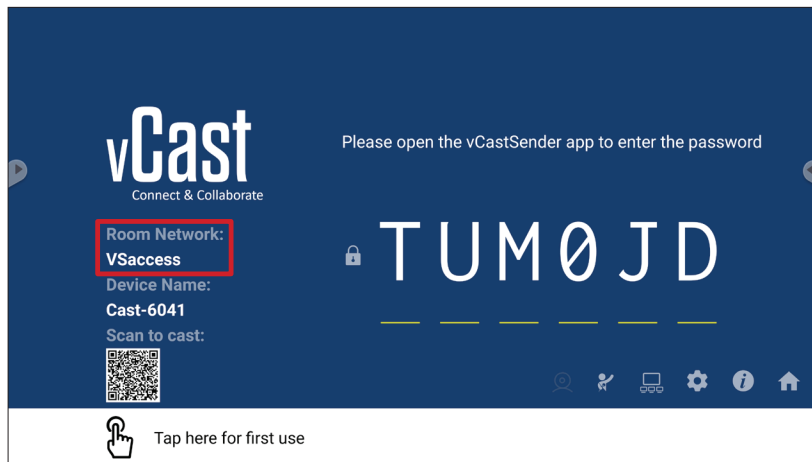 vCast
Connect & Collaborate
Please open the vCastSender app to enter the password
Room Network:
VSaccess
TUM0JD
Device Name:
Cast-6041
Scan to cast:
Tap here for first use